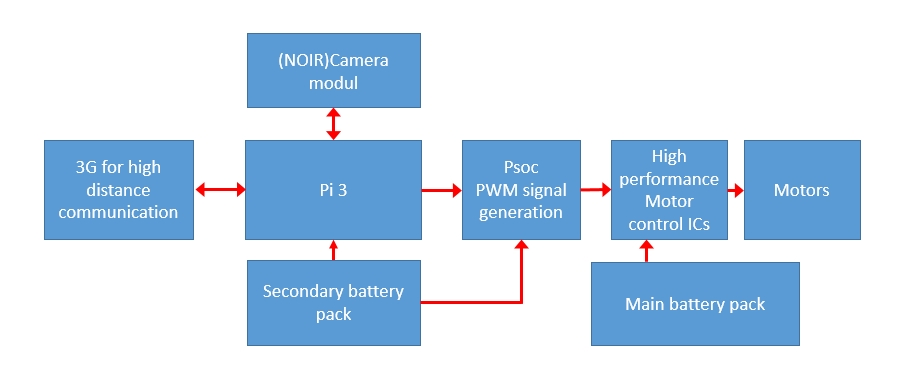 (NOIR)Camera
modul
3G for high
distance
communication
Pi 3
Psoc
PWM signal
generation
High
performance
Motor
control ICs
Motors
Secondary battery
pack
Main battery pack